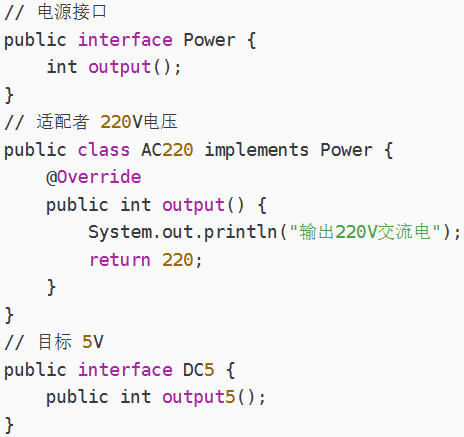 // 电源接口
public interface Power {
    int output();
}
// 适配者 220V电压
public class AC220 implements Power {
    @Override
    public int output() {
        System.out.println("输出220V交流电");
        return 220;
    }
}
// 目标 5V
public interface DC5 {
    public int output5();
}